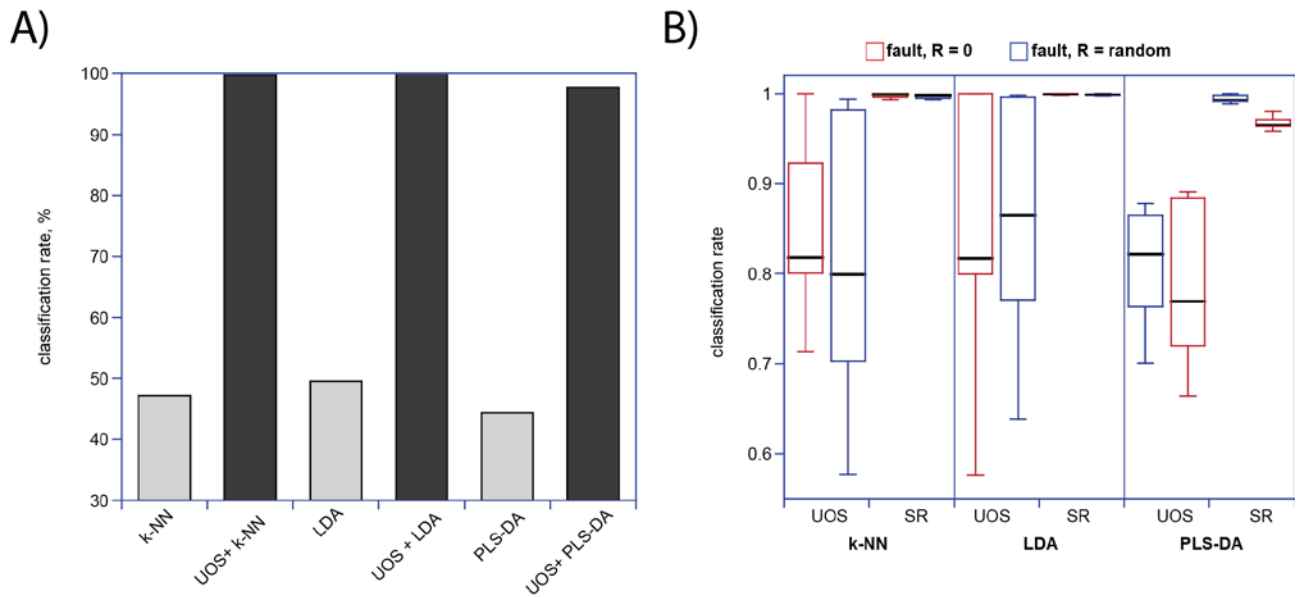 A)
classification rate, %
100
90
80
70
60
50
40
30
k-NN
UOS+ k-NN
LDA
UOS + LDA
PLS-DA
UOS+ PLS-DA
B)
fault, R = 0 fault, R = random
classification rate
1
0.9
0.8
0.7
0.6
UOS SR UOS SR UOS SR
k-NN LDA PLS-DA